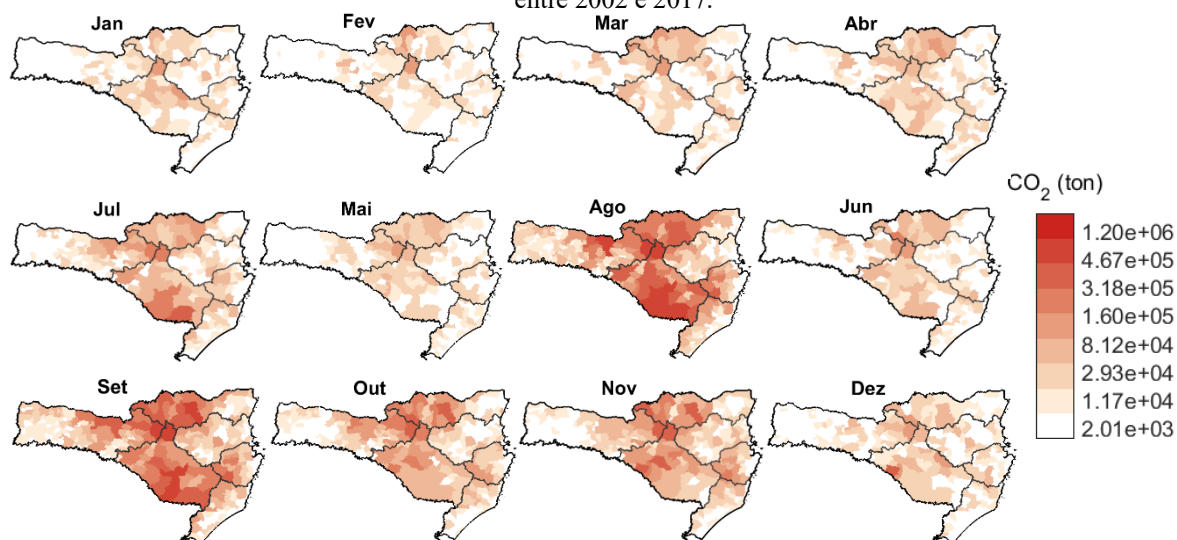 entre 2002 e 2017.
Jan
Fev
Mar
Abr
Jul
Mai
Ago
Jun
Set
Out
Nov
Dez
CO2 (ton)
1.20e+06
4.67e+05
3.18e+05
1.60e+05
8.12e+04
2.93e+04
1.17e+04
2.01e+03